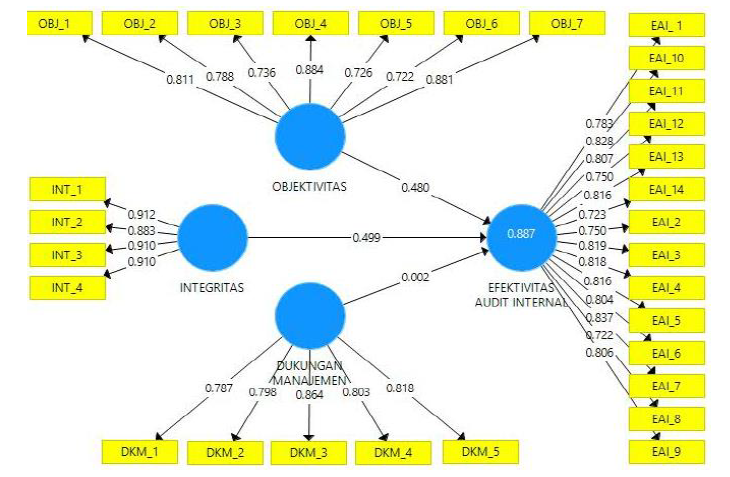 OBJ_1 OBJ_2 OBJ_3 OBJ_4 OBJ_5 OBJ_6 OBJ_7
0.811 0.788 0.736 0.884 0.726 0.722 0.881
OBJEKTIVITAS
INT_1
INT_2
INT_3
INT_4
0.912
0.883
0.910
0.910
INTEGRITAS
0.480
0.499
0.002
DUKUNGAN
MANAJEMEN
0.787 0.798 0.864 0.803 0.818
DKM_1 DKM_2 DKM_3 DKM_4 DKM_5
0.887
EFEKTIVITAS
AUDIT INTERNAL
0.783
0.828
0.807
0.750
0.816
0.723
0.750
0.819
0.818
0.816
0.804
0.837
0.722
0.806
EAI_1
EAI_10
EAI_11
EAI_12
EAI_13
EAI_14
EAI_2
EAI_3
EAI_4
EAI_5
EAI_6
EAI_7
EAI_8
EAI_9